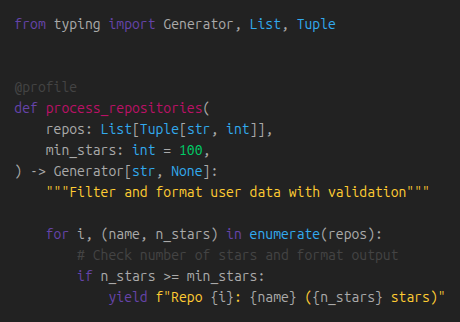 from typing import Generator, List, Tuple
@profile
def process_repositories(
    repos: List[Tuple[str, int]],
    min_stars: int = 100,
) -> Generator[str, None]:
    """Filter and format user data with validation"""
    for i, (name, n_stars) in enumerate(repos):
        # Check number of stars and format output
        if n_stars >= min_stars:
            yield f"Repo {i}: {name} ({n_stars} stars)"